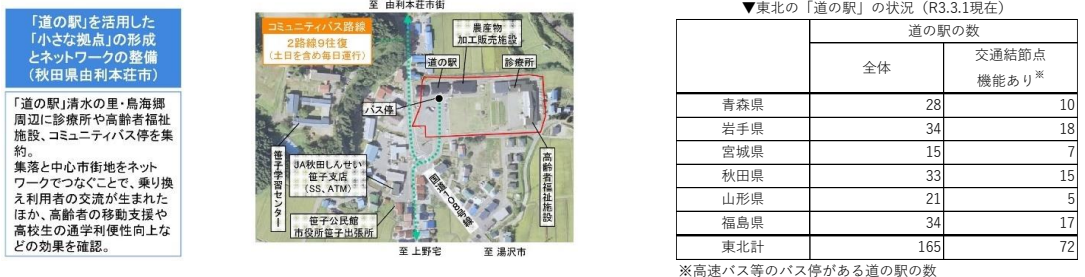 「道の駅」を活用した
「小さな拠点」の形成
とネットワークの整備
（秋田県由利本荘市）
「道の駅」清水の里・鳥海郷
周辺に診療所や高齢者福祉
施設、コミュニティバス停を集
約。
集落と中心市街地をネット
ワークでつなぐことで、乗り換
え利用者の交流が生まれた
ほか、高齢者の移動支援や
高校生の通学利便性向上な
どの効果を確認。
至 由利本荘市街
コミュニティバス路線
2路線9往復
（土日を含め毎日運行）
農産物
加工販売施設
道の駅
診療所
バス停
笹子学習センター
JA秋田しんせい
笹子支店
（SS、ATM）
国道108号線
高齢者福祉施設
笹子公民館
市役所笹子出張所
至 上野宅
至 湯沢市
▼東北の「道の駅」の状況（R3.3.1現在）
道の駅の数
全体 交通結節点
機能あり※
青森県 28 10
岩手県 34 18
宮城県 15 7
秋田県 33 15
山形県 21 5
福島県 34 17
東北計 165 72
※高速バス等のバス停がある道の駅の数